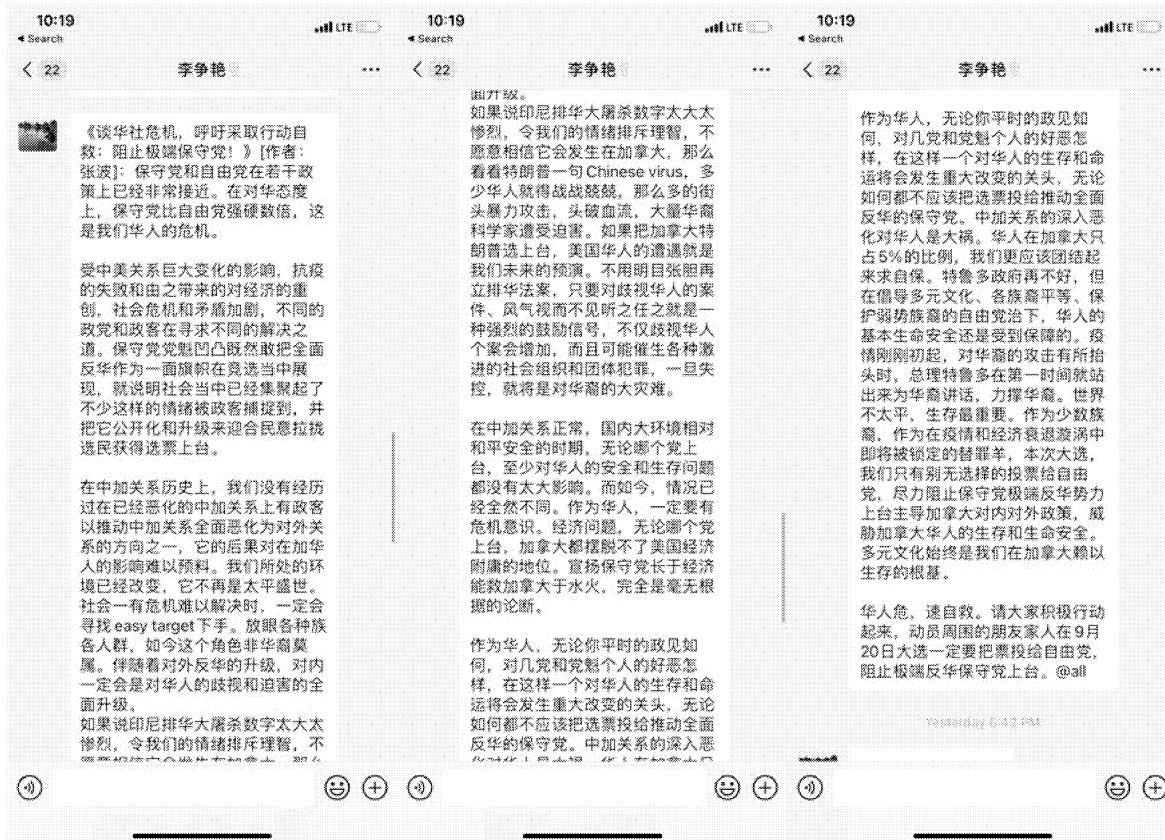 10:19
LTE
Search
22
李争艳
《谈华社危机，呼吁采取行动自
救：阻止极端保守党！》[作者：
张波]：保守党和自由党在若干政
策上已经非常接近。在对华态度
上，保守党比自由党强硬数倍，这
是我们华人的危机。
受中美关系巨大变化的影响，抗疫
的失败和由之带来的对经济的重
创，社会危机和矛盾加剧，不同的
政党和政客在寻求不同的解决之
道。保守党党魁凹凸既然敢把全面
反华作为一面旗帜在竞选当中展
现，就说明社会当中已经集聚起了
不少这样的情绪被政客捕捉到，并
把它公开化和升级来迎合民意拉拢
选民获得选票上台。
在中加关系历史上，我们没有经历
过在已经恶化的中加关系上有政客
以推动中加关系全面恶化为对外关
系的方向之一，它的后果对在加华
人的影响难以预料。我们所处的环
境已经改变，它不再是太平盛世。
社会一有危机难以解决时，一定会
寻找 easy target下手。放眼各种族
各人群，如今这个角色非华裔莫
属。伴随着对外反华的升级，对内
一定会是对华人的歧视和迫害的全
面升级。
如果说印尼排华大屠杀数字太大太
惨烈，令我们的情绪排斥理智，不
愿意相信它会发生在加拿大，那么
10:19
LTE
Search
22
李争艳
面升级。
如果说印尼排华大屠杀数字太大太
惨烈，令我们的情绪排斥理智，不
愿意相信它会发生在加拿大，那么
看看特朗普一句Chinese virus，多
少华人就得战战兢兢，那么多的街
头暴力攻击，头破血流，大量华裔
科学家遭受迫害。如果把加拿大特
朗普选上台，美国华人的遭遇就是
我们未来的预演。不用明目张胆再
立排华法案，只要对歧视华人的案
件、风气视而不见听之任之就是一
种强烈的鼓励信号，不仅歧视华人
个案会增加，而且可能催生各种激
进的社会组织和团体犯罪，一旦失
控，就将是对华裔的大灾难。
在中加关系正常，国内大环境相对
和平安全的时期，无论哪个党上
台，至少对华人的安全和生存问题
都没有太大影响。而如今，情况已
经全然不同。作为华人，一定要有
危机意识。经济问题，无论哪个党
上台，加拿大都摆脱不了美国经济
附庸的地位。宣扬保守党长于经济
能救加拿大于水火，完全是毫无根
据的论断。
作为华人，无论你平时的政见如
何，对几党和党魁个人的好恶怎
样，在这样一个对华人的生存和命
运将会发生重大改变的关头，无论
如何都不应该把选票投给推动全面
反华的保守党。中加关系的深入恶
化对华人是大祸。华人在加拿大只
10:19
LTE
Search
22
李争艳
作为华人，无论你平时的政见如
何，对几党和党魁个人的好恶怎
样，在这样一个对华人的生存和命
运将会发生重大改变的关头，无论
如何都不应该把选票投给推动全面
反华的保守党。中加关系的深入恶
化对华人是大祸。华人在加拿大只
占5%的比例，我们更应该团结起
来求自保。特鲁多政府再不好，但
在倡导多元文化、各族裔平等、保
护弱势族裔的自由党治下，华人的
基本生命安全还是受到保障的。疫
情刚刚初起，对华裔的攻击有所抬
头时，总理特鲁多在第一时间就站
出来为华裔讲话，力撑华裔。世界
不太平，生存最重要。作为少数族
裔，作为在疫情和经济衰退漩涡中
即将被锁定的替罪羊，本次大选，
我们只有别无选择的投票给自由
党，尽力阻止保守党极端反华势力
上台主导加拿大对内对外政策，威
胁加拿大华人的生存和生命安全。
多元文化始终是我们在加拿大赖以
生存的根基。
华人危，速自救。请大家积极行动
起来，动员周围的朋友家人在9月
20日大选一定要把票投给自由党，
阻止极端反华保守党上台。@all
Yesterday 6:42 PM